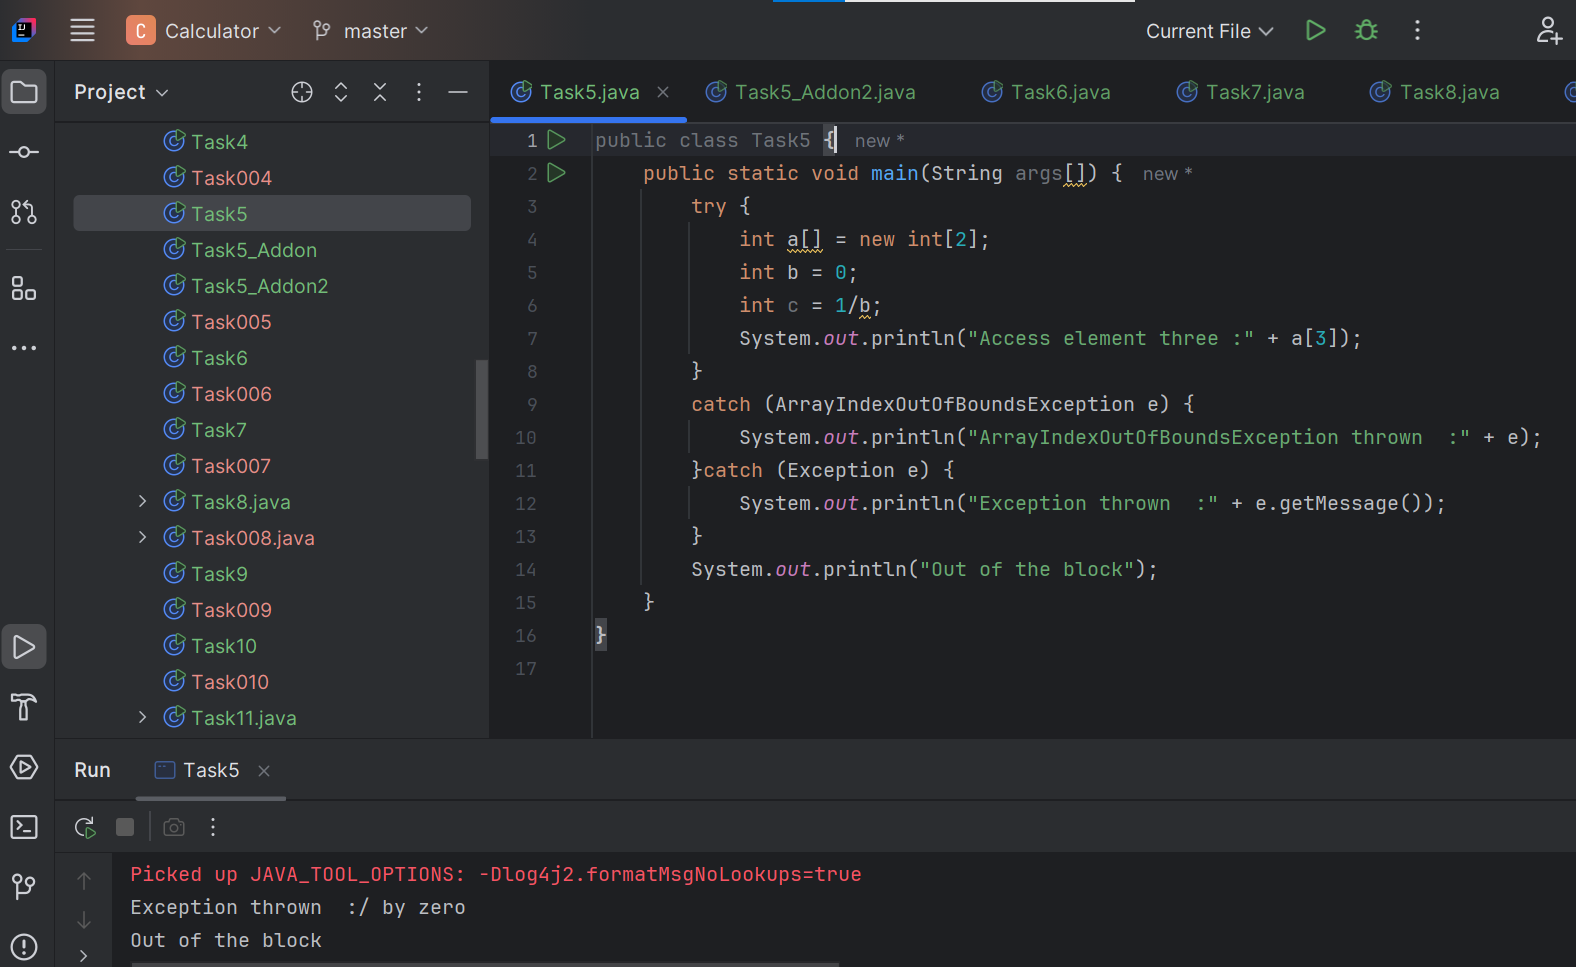 C Calculator master Current File
Project
Task5.java Task5_Addon2.java Task6.java Task7.java Task8.java
Task4
Task004
Task5
Task5_Addon
Task5_Addon2
Task005
Task6
Task006
Task7
Task007
Task8.java
Task008.java
Task9
Task009
Task10
Task010
Task11.java
1 public class Task5 { new *
2 public static void main(String args[]) { new *
3 try {
4 int a[] = new int[2];
5 int b = 0;
6 int c = 1/b;
7 System.out.println("Access element three :" + a[3]);
8 }
9 catch (ArrayIndexOutOfBoundsException e) {
10 System.out.println("ArrayIndexOutOfBoundsException thrown  :" + e);
11 }catch (Exception e) {
12 System.out.println("Exception thrown  :" + e.getMessage());
13 }
14 System.out.println("Out of the block");
15 }
16 }
17
Run Task5
Picked up JAVA_TOOL_OPTIONS: -Dlog4j2.formatMsgNoLookups=true
Exception thrown  :/ by zero
Out of the block